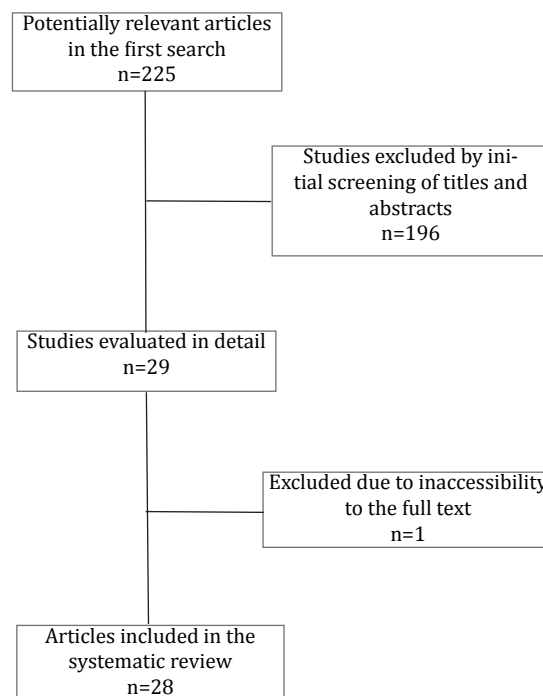 Potentially relevant articles
in the first search
n=225
Studies excluded by ini-
tial screening of titles and
abstracts
n=196
Studies evaluated in detail
n=29
Excluded due to inaccessibility
to the full text
n=1
Articles included in the
systematic review
n=28